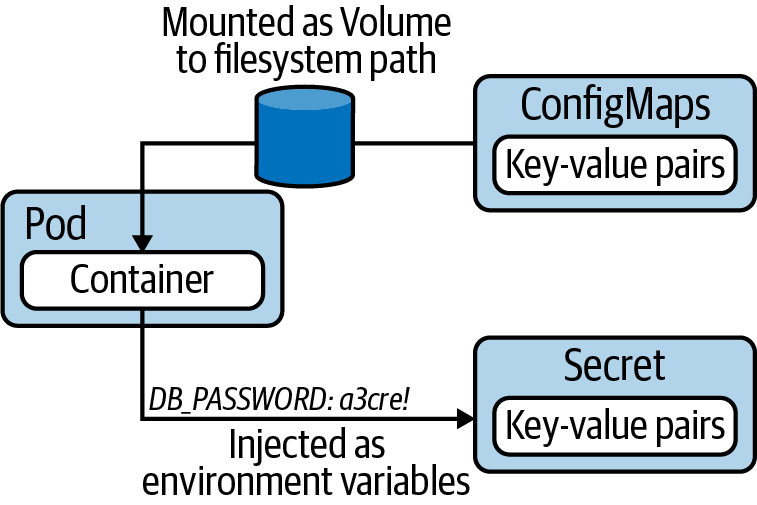 Mounted as Volume
to filesystem path
ConfigMaps
Key-value pairs
Pod
Container
Secret
Key-value pairs
DB_PASSWORD: a3cre!
Injected as
environment variables